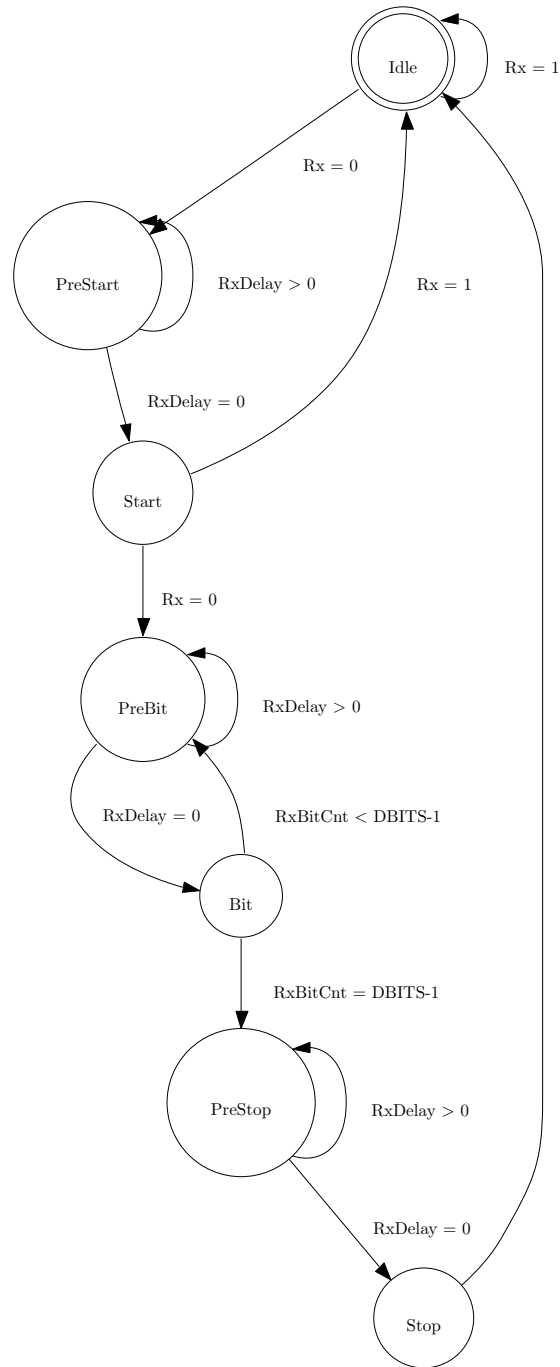 Idle
Rx = 1
Rx = 0
PreStart
RxDelay > 0
Rx = 1
RxDelay = 0
Start
Rx = 0
PreBit
RxDelay > 0
RxDelay = 0
RxBitCnt < DBITS-1
Bit
RxBitCnt = DBITS-1
PreStop
RxDelay > 0
RxDelay = 0
Stop